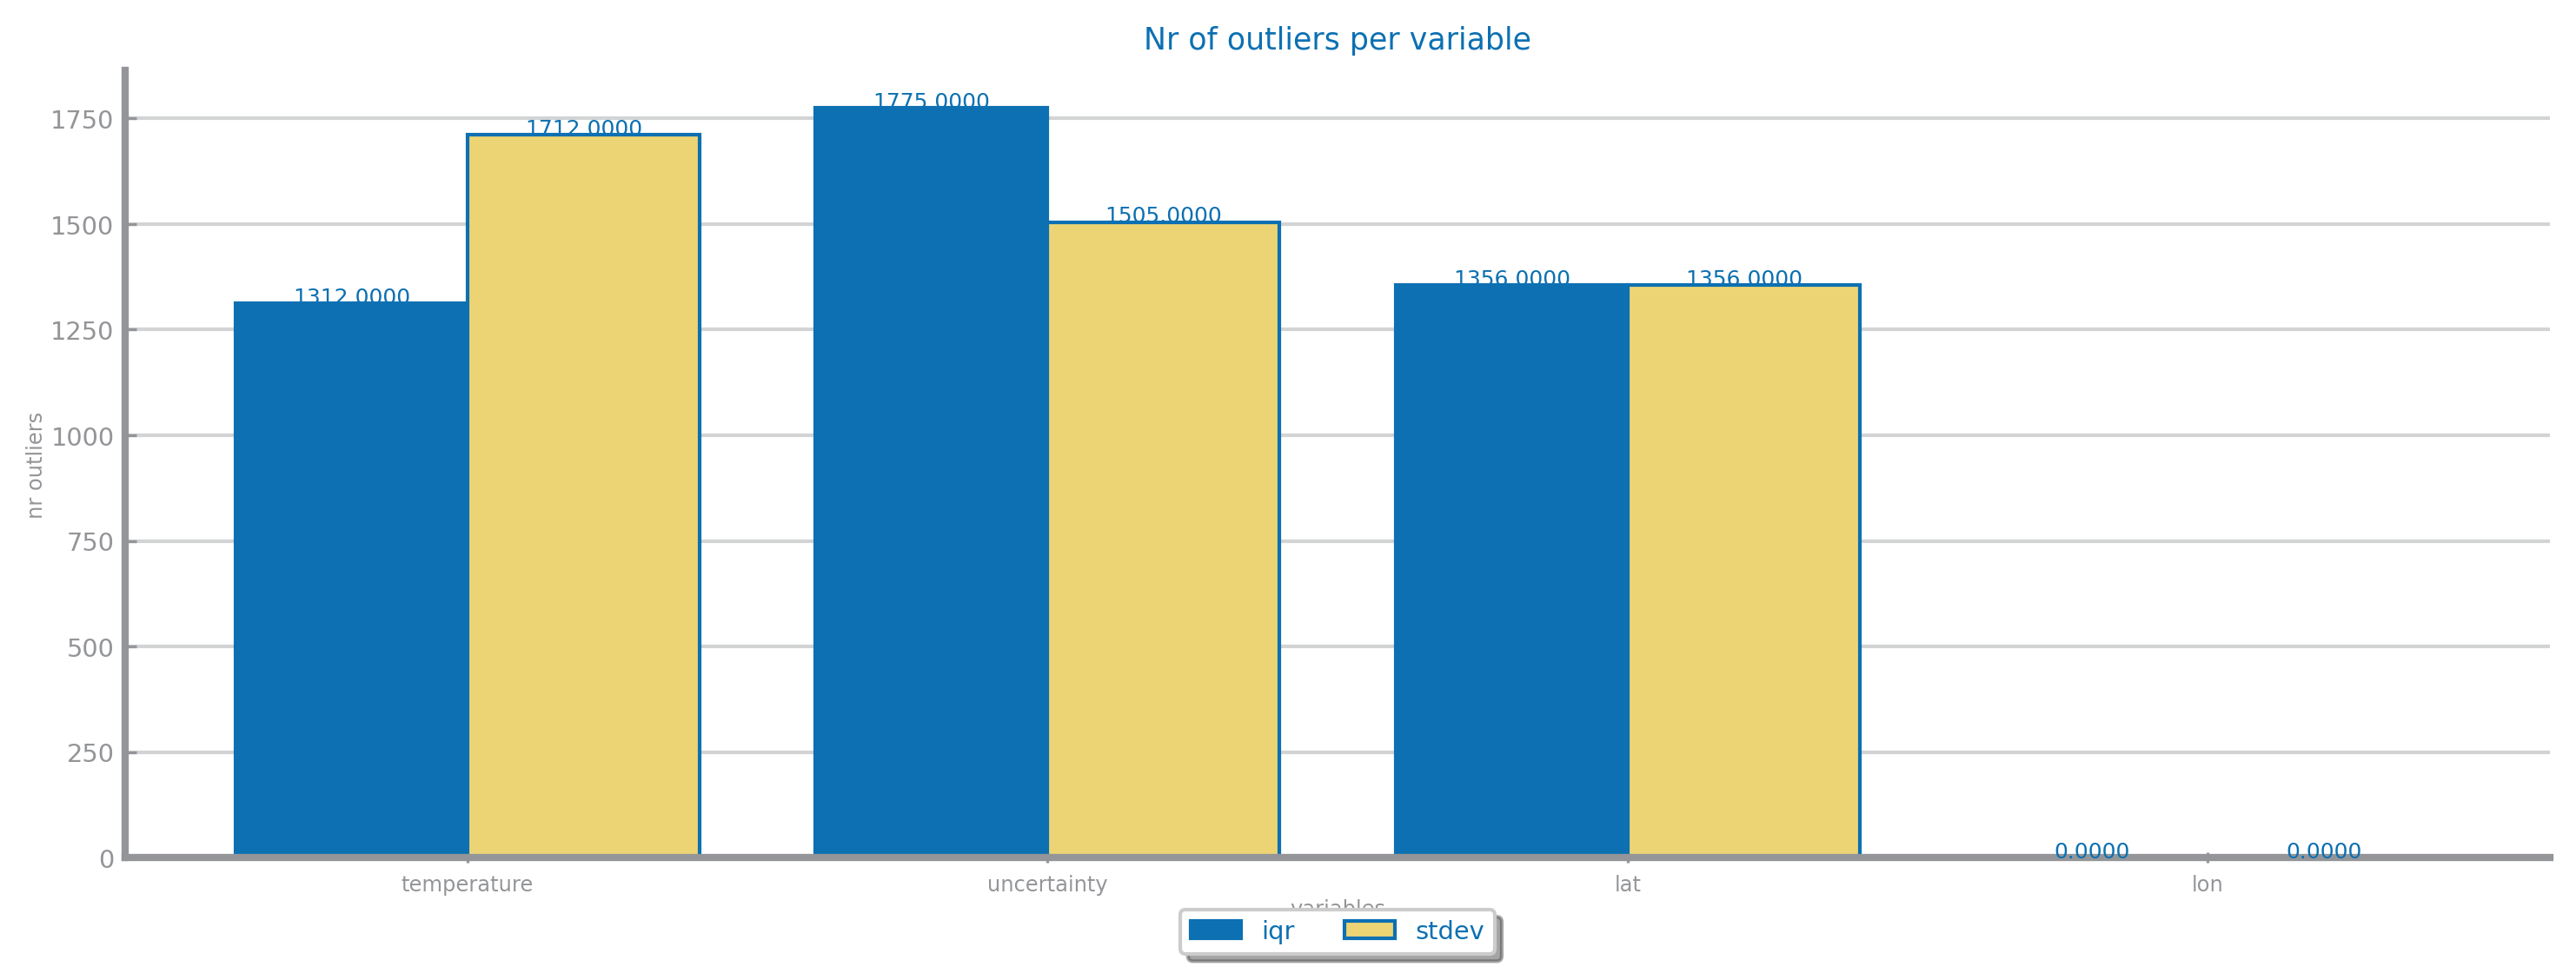 Nr of outliers per variable
1775.0000
1750
1712.0000
1505.0000
1500
1356.0000 1356.0000
1312.0000
1250
1000
nr outliers
750
500
250
0.0000 0.0000
0
temperature uncertainty lat lon
variables
iqr stdev